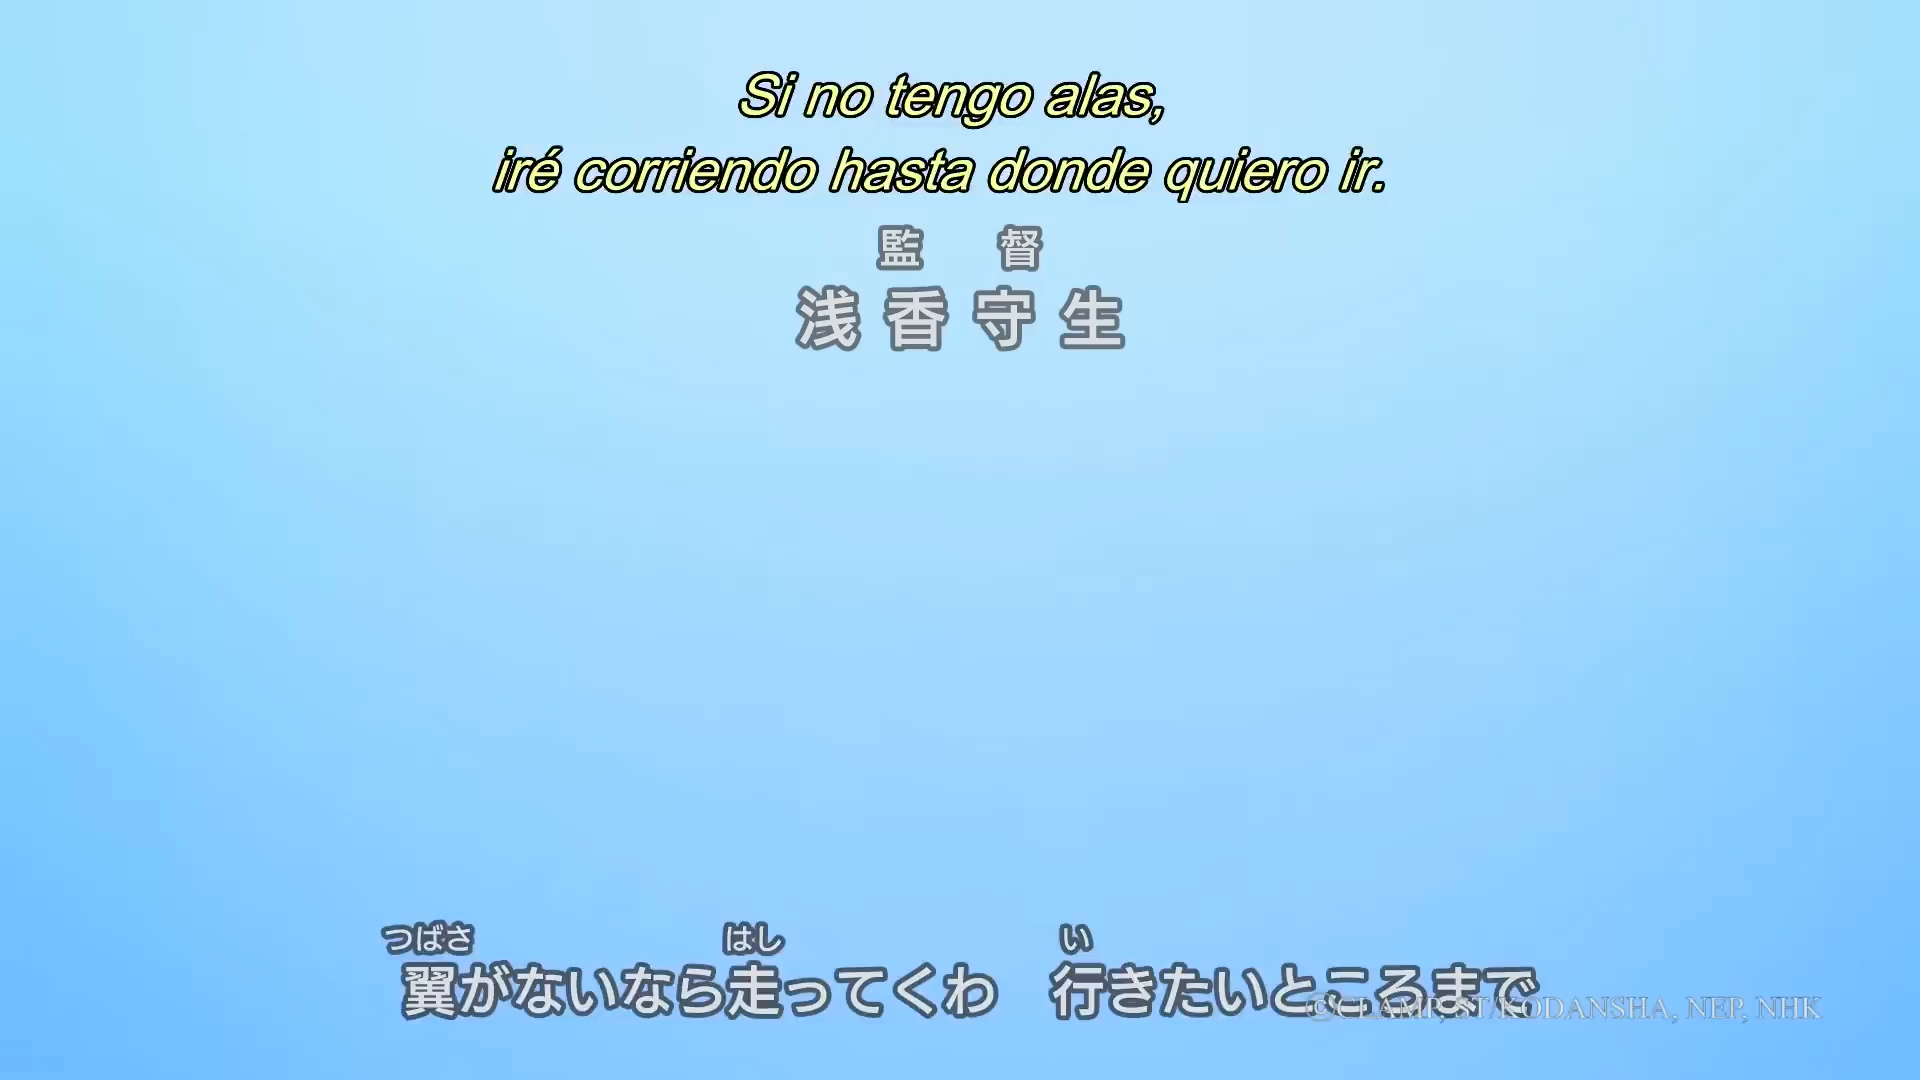 Si no tengo alas,
iré corriendo hasta donde quiero ir.
監督
浅香守生
つばさ はし い
翼がないなら走ってくわ 行きたいところまで
©CLAMP, ST/KODANSHA, NEP, NHK